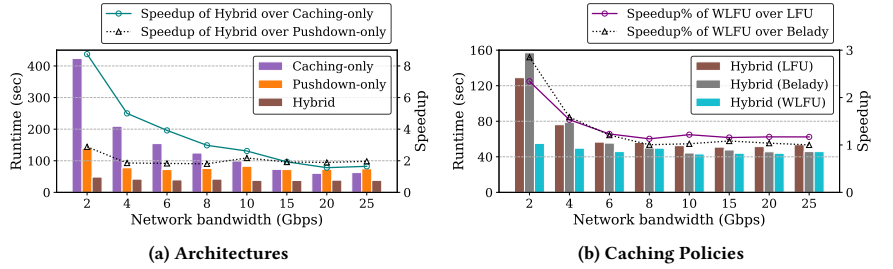 Speedup of Hybrid over Caching-only
Speedup of Hybrid over Pushdown-only
Runtime (sec)
400
300
200
100
0
Caching-only
Pushdown-only
Hybrid
8
6
4
2
0
Speedup
2 4 6 8 10 15 20 25
Network bandwidth (Gbps)
(a) Architectures
Speedup% of WLFU over LFU
Speedup% of WLFU over Belady
Runtime (sec)
160
120
80
40
0
Hybrid (LFU)
Hybrid (Belady)
Hybrid (WLFU)
3
2
1
0
Speedup
2 4 6 8 10 15 20 25
Network bandwidth (Gbps)
(b) Caching Policies